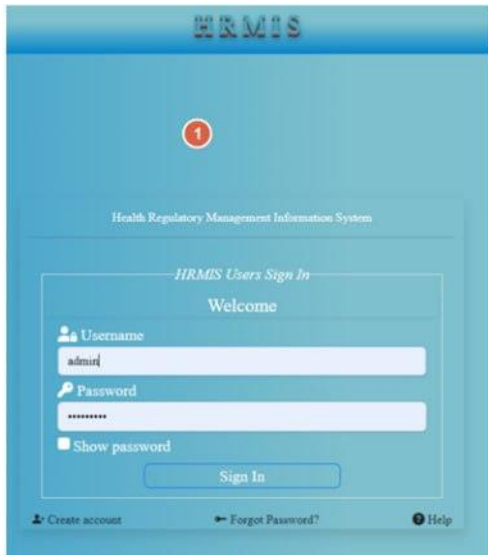 HRMIS
1
Health Regulatory Management Information System
HRMIS Users Sign In
Welcome
Username
admin
Password
•••••••••
Show password
Sign In
Create account Forgot Password? Help